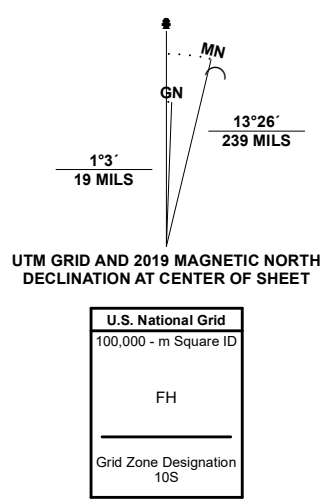 MN
GN
13°26´
239 MILS
1°3´
19 MILS
UTM GRID AND 2019 MAGNETIC NORTH
DECLINATION AT CENTER OF SHEET
U.S. National Grid
100,000 - m Square ID
FH
Grid Zone Designation
10S